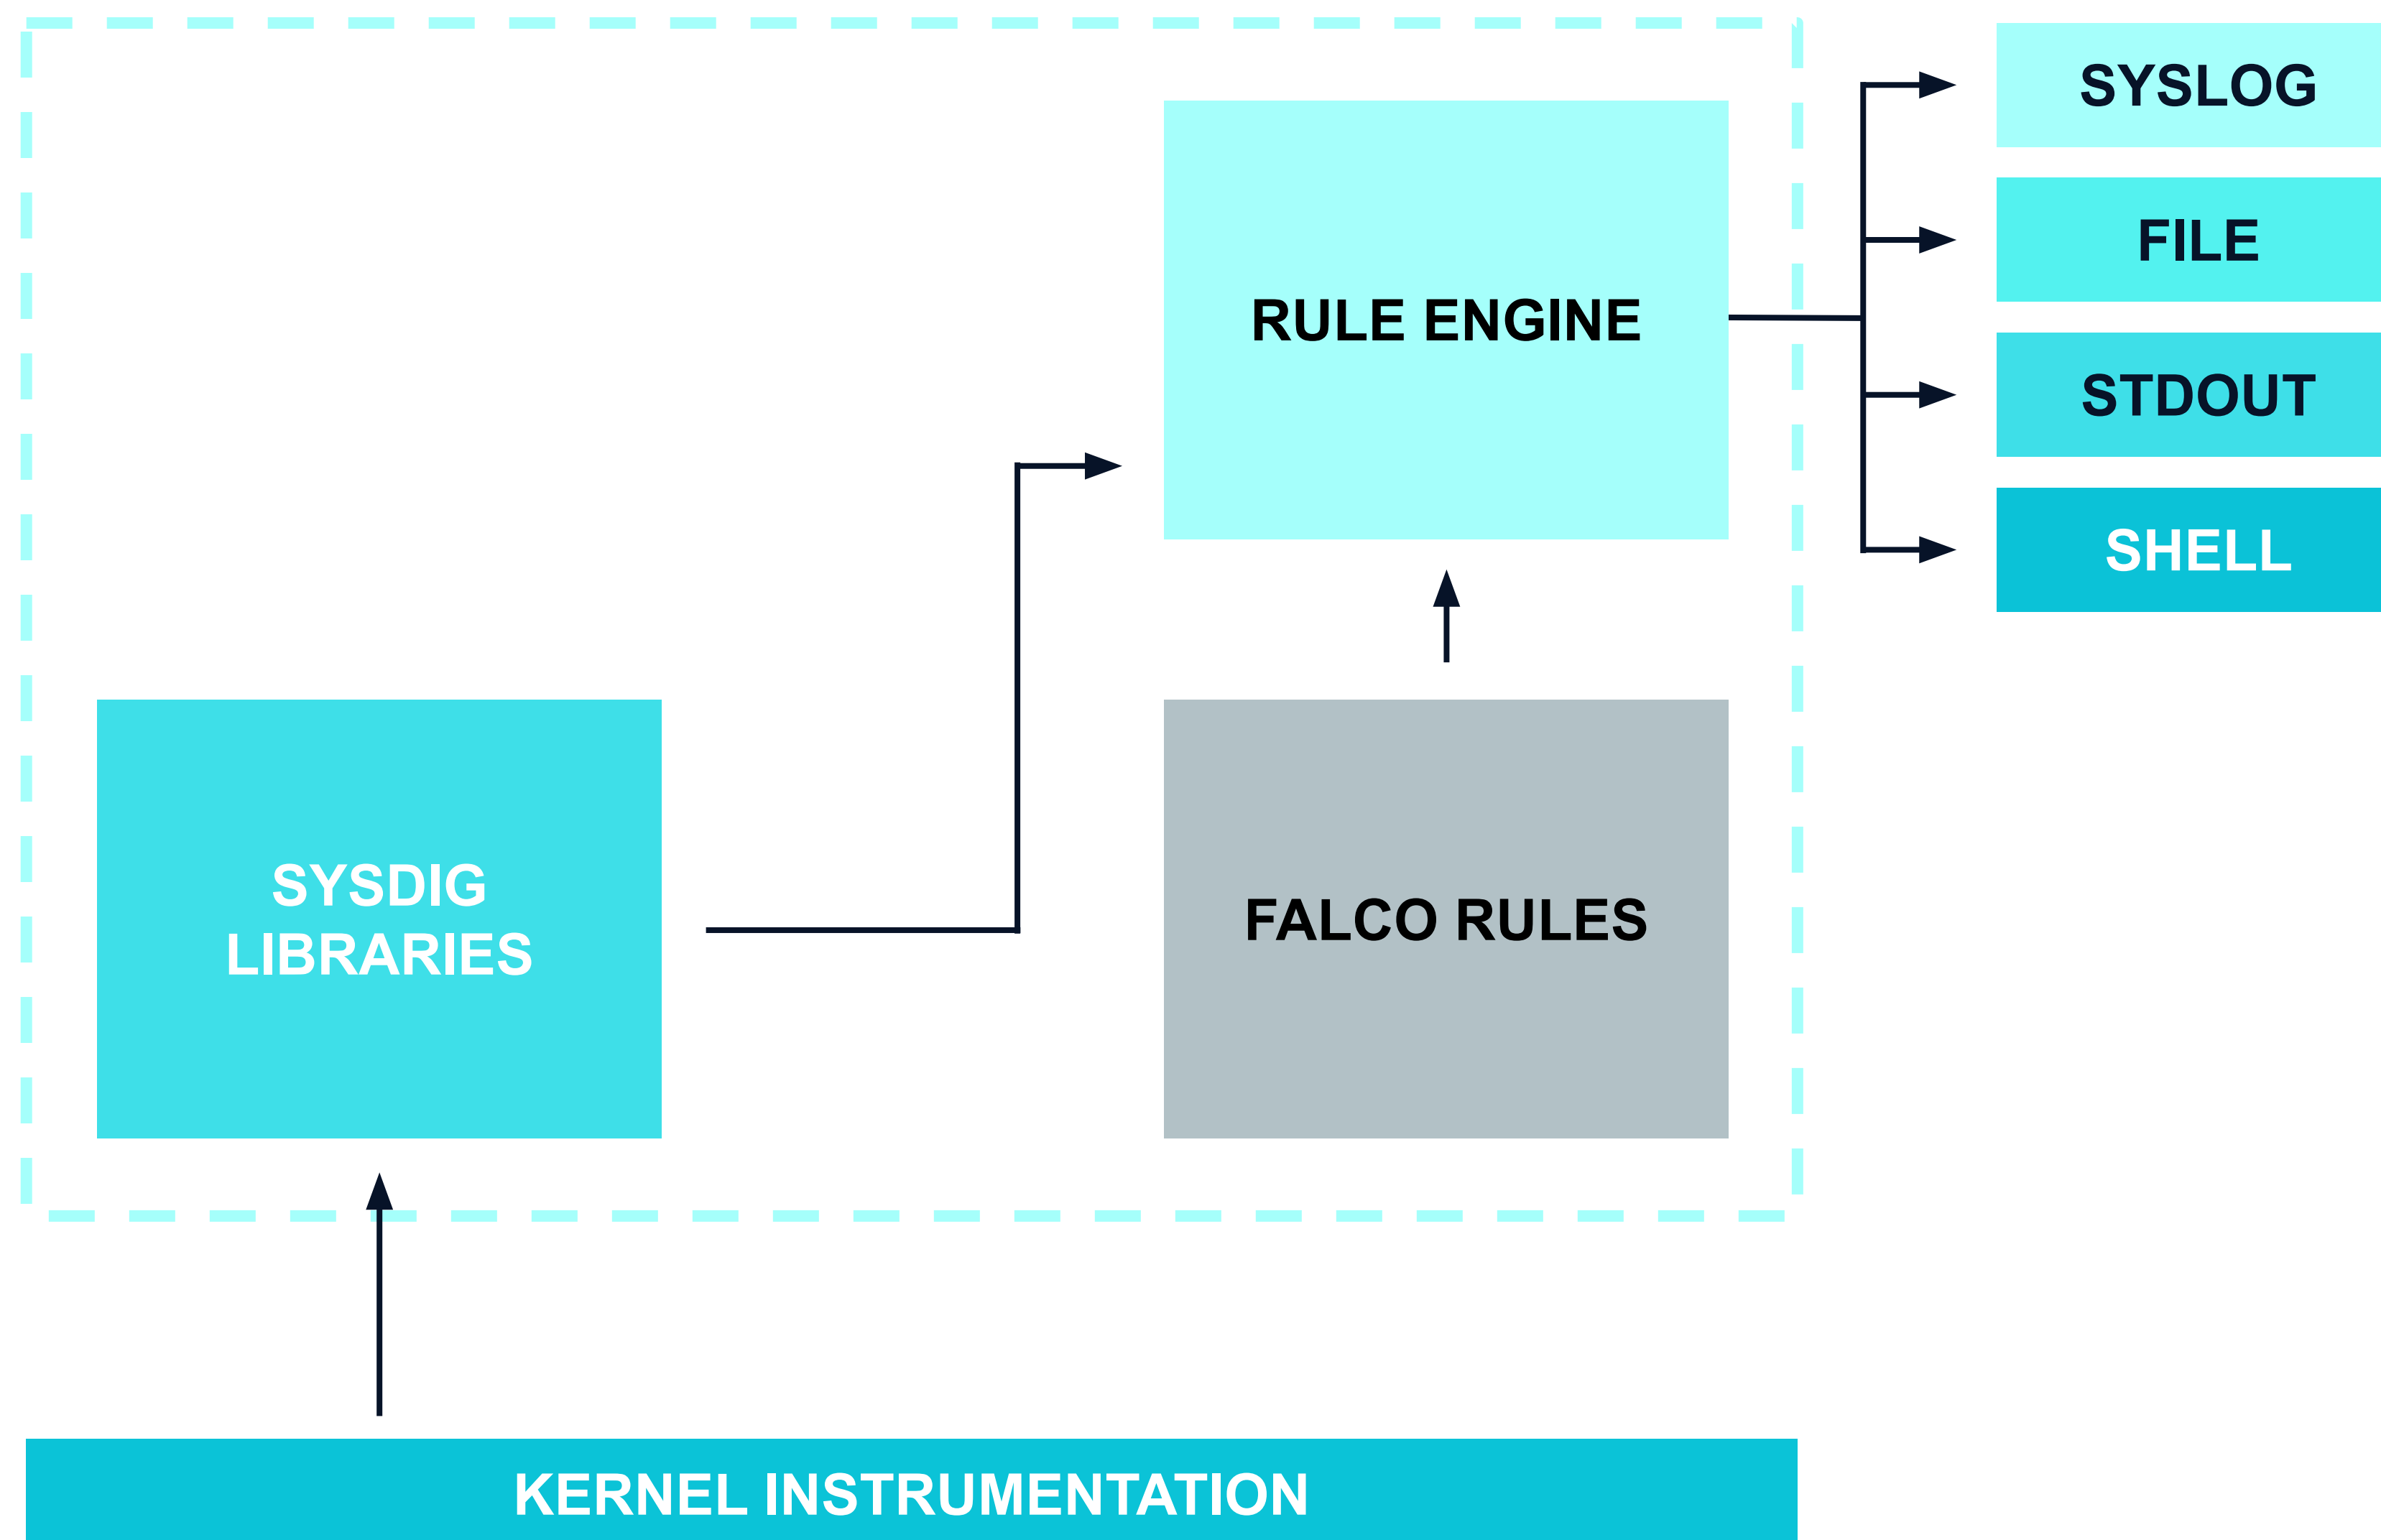 SYSLOG
FILE
RULE ENGINE
STDOUT
SHELL
SYSDIG
LIBRARIES
FALCO RULES
KERNEL INSTRUMENTATION